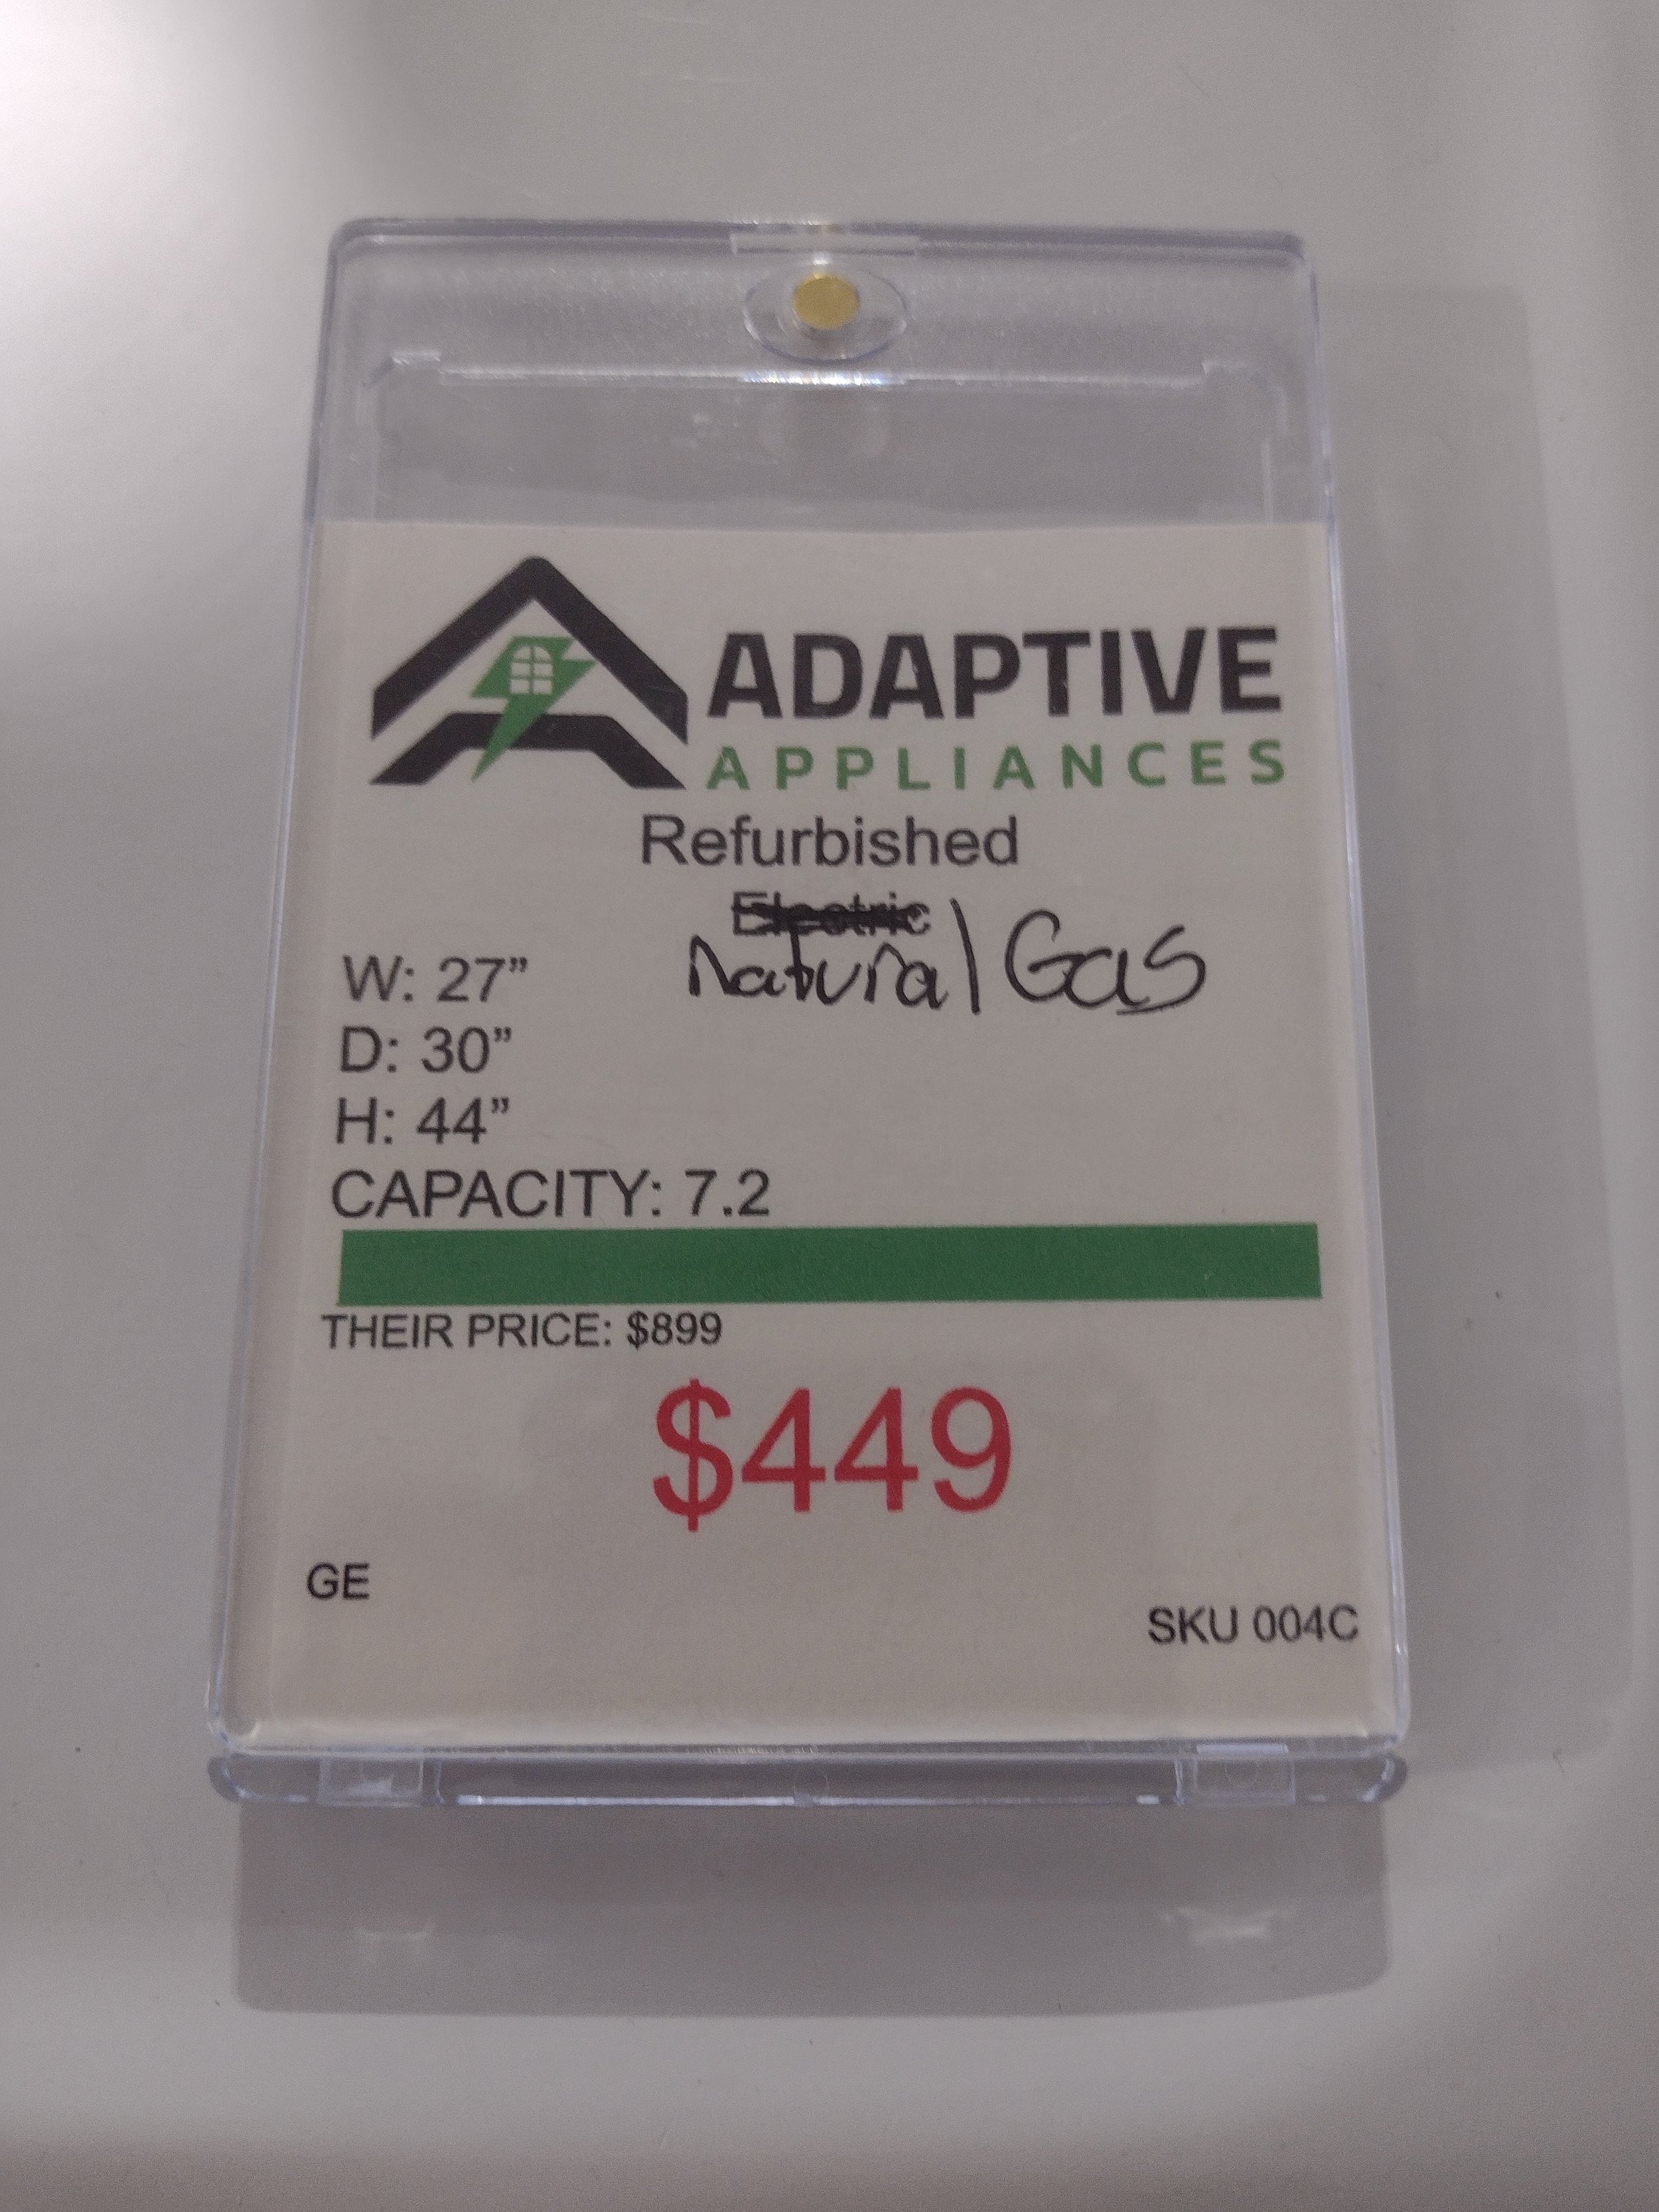 ADAPTIVE
APPLIANCES
Refurbished
Electric
Natural Gas
W: 27”
D: 30”
H: 44”
CAPACITY: 7.2
THEIR PRICE: $899
$449
GE
SKU 004C